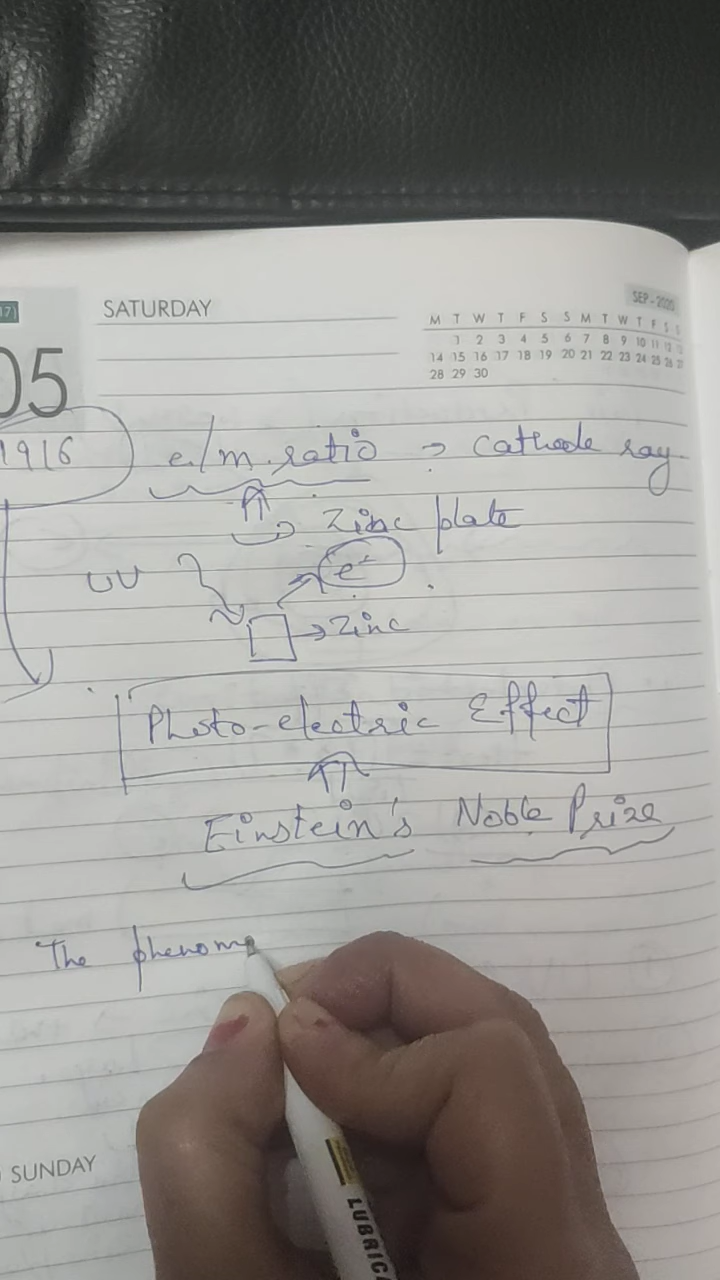 SEP - 2020
SATURDAY
M T W T F S S M T W T F S S
1 2 3 4 5 6 7 8 9 10 11 12 13
14 15 16 17 18 19 20 21 22 23 24 25 26 27
28 29 30
05
1916 e/m ratio → Cathode ray
Zinc plate
UV e-
→ Zinc
Photo-electric Effect
Einstein's Noble Prize
The phenom
SUNDAY
LUBRICA